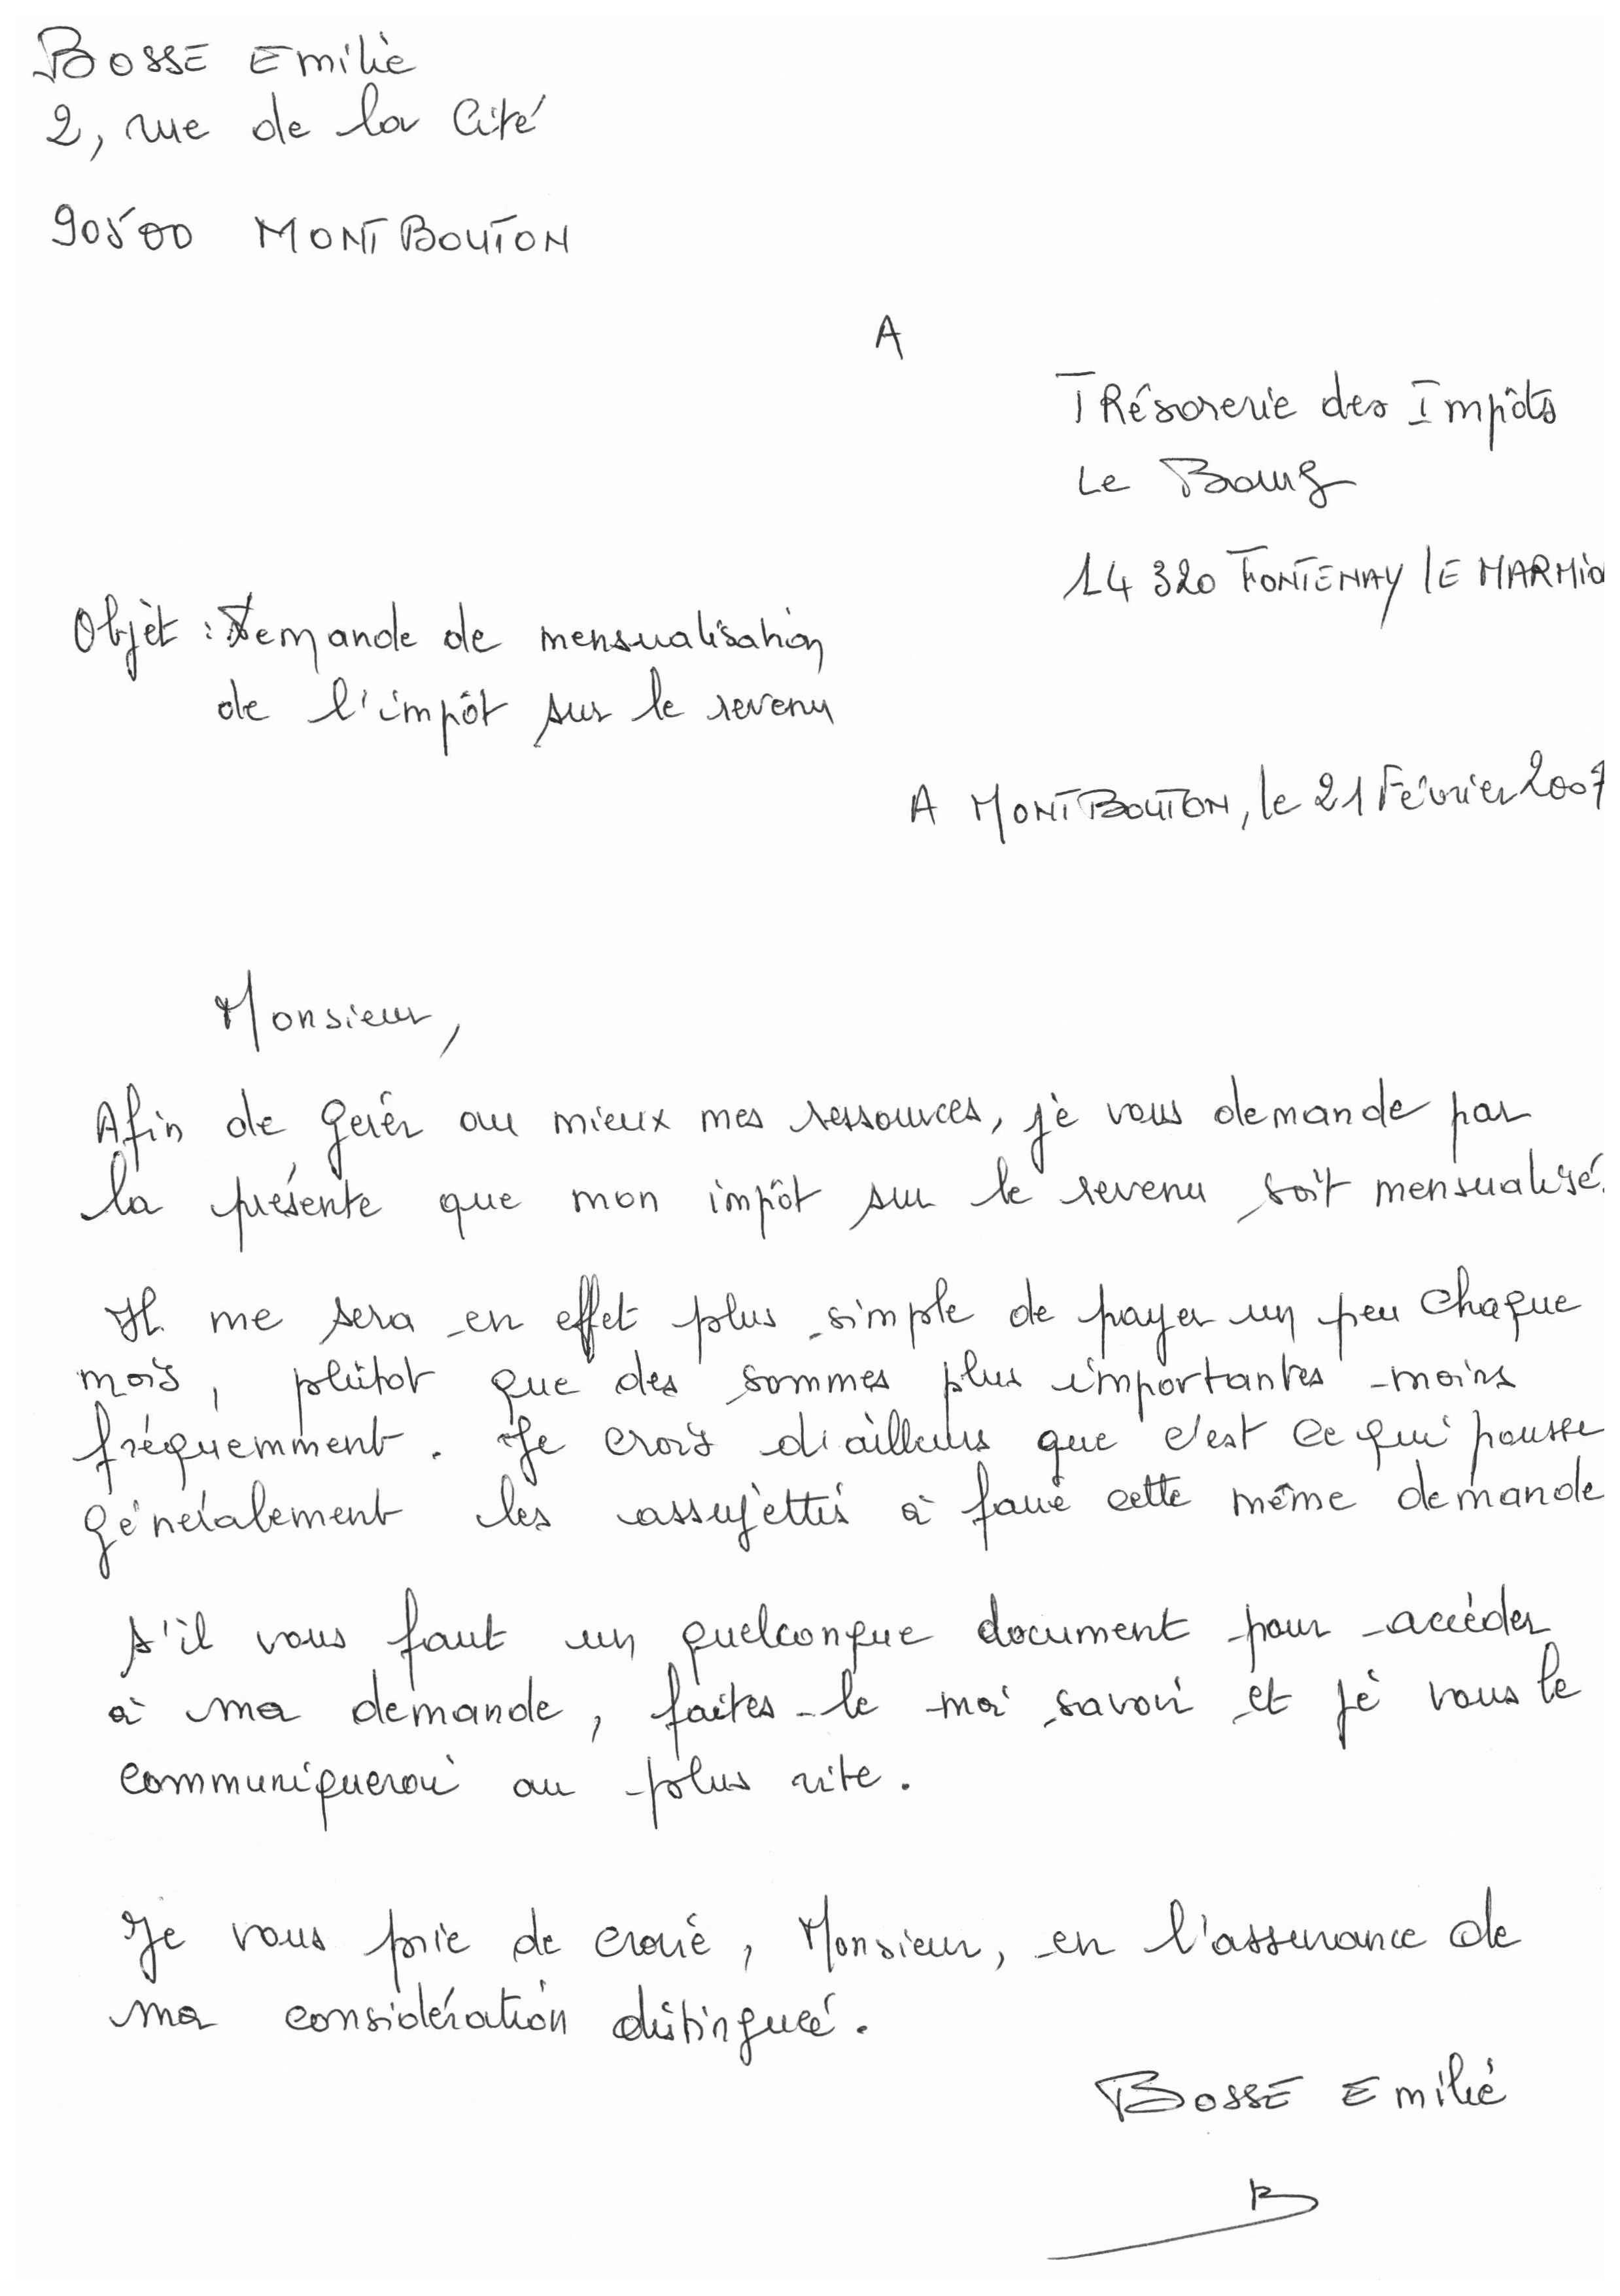 BOSSE Emilie
2, rue de la Cité
90500 MONTBOUTON
A
TRésorerie des Impôts
Le Bourg
14 320 FONTENAY lE MARMIO
Objet : Demande de mensualisation
de l'impôt sur le revenu
A MONTBOUTON, le 21 Février 2007
Monsieur,
Afin de gérer au mieux mes ressources, je vous demande par
la présente que mon impôt sur le revenu soit mensualisé.
Il me sera en effet plus simple de payer un peu chaque
mois, plûtot que des sommes plus importantes moins
fréquemment. Je crois d'ailleurs que c'est ce qui pousse
généralement les assujettis à faire cette même demande
S'il vous faut un quelconque document pour accéder
à ma demande, faites-le moi savoir et je vous le
communiquerai au plus vite.
Je vous prie de croire, Monsieur, en l'assurance de
ma considération distinguée.
BOSSE Emilie
B